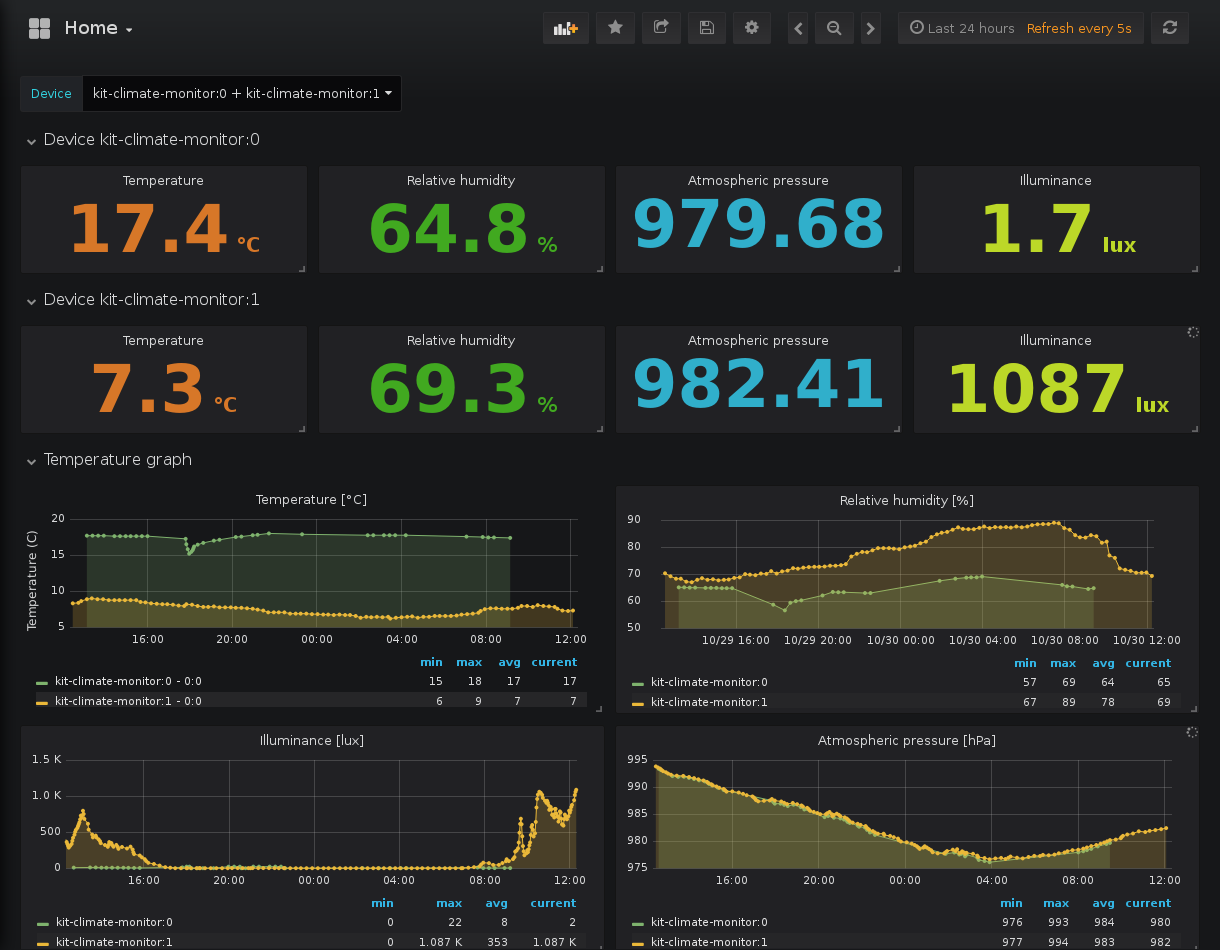 Home
Last 24 hours Refresh every 5s
Device kit-climate-monitor:0 + kit-climate-monitor:1
Device kit-climate-monitor:0
Temperature Relative humidity Atmospheric pressure Illuminance
17.4 °C 64.8 % 979.68 1.7 lux
Device kit-climate-monitor:1
Temperature Relative humidity Atmospheric pressure Illuminance
7.3 °C 69.3 % 982.41 1087 lux
Temperature graph
Temperature [°C]
Temperature (C)
20
15
10
5
16:00 20:00 00:00 04:00 08:00 12:00
min max avg current
kit-climate-monitor:0 - 0:0 15 18 17 17
kit-climate-monitor:1 - 0:0 6 9 7 7
Relative humidity [%]
90
80
70
60
50
10/29 16:00 10/29 20:00 10/30 00:00 10/30 04:00 10/30 08:00 10/30 12:00
min max avg current
kit-climate-monitor:0 57 69 64 65
kit-climate-monitor:1 67 89 78 69
Illuminance [lux]
1.5 K
1.0 K
500
0
16:00 20:00 00:00 04:00 08:00 12:00
min max avg current
kit-climate-monitor:0 0 22 8 2
kit-climate-monitor:1 0 1.087 K 353 1.087 K
Atmospheric pressure [hPa]
995
990
985
980
975
16:00 20:00 00:00 04:00 08:00 12:00
min max avg current
kit-climate-monitor:0 976 993 984 980
kit-climate-monitor:1 977 994 983 982